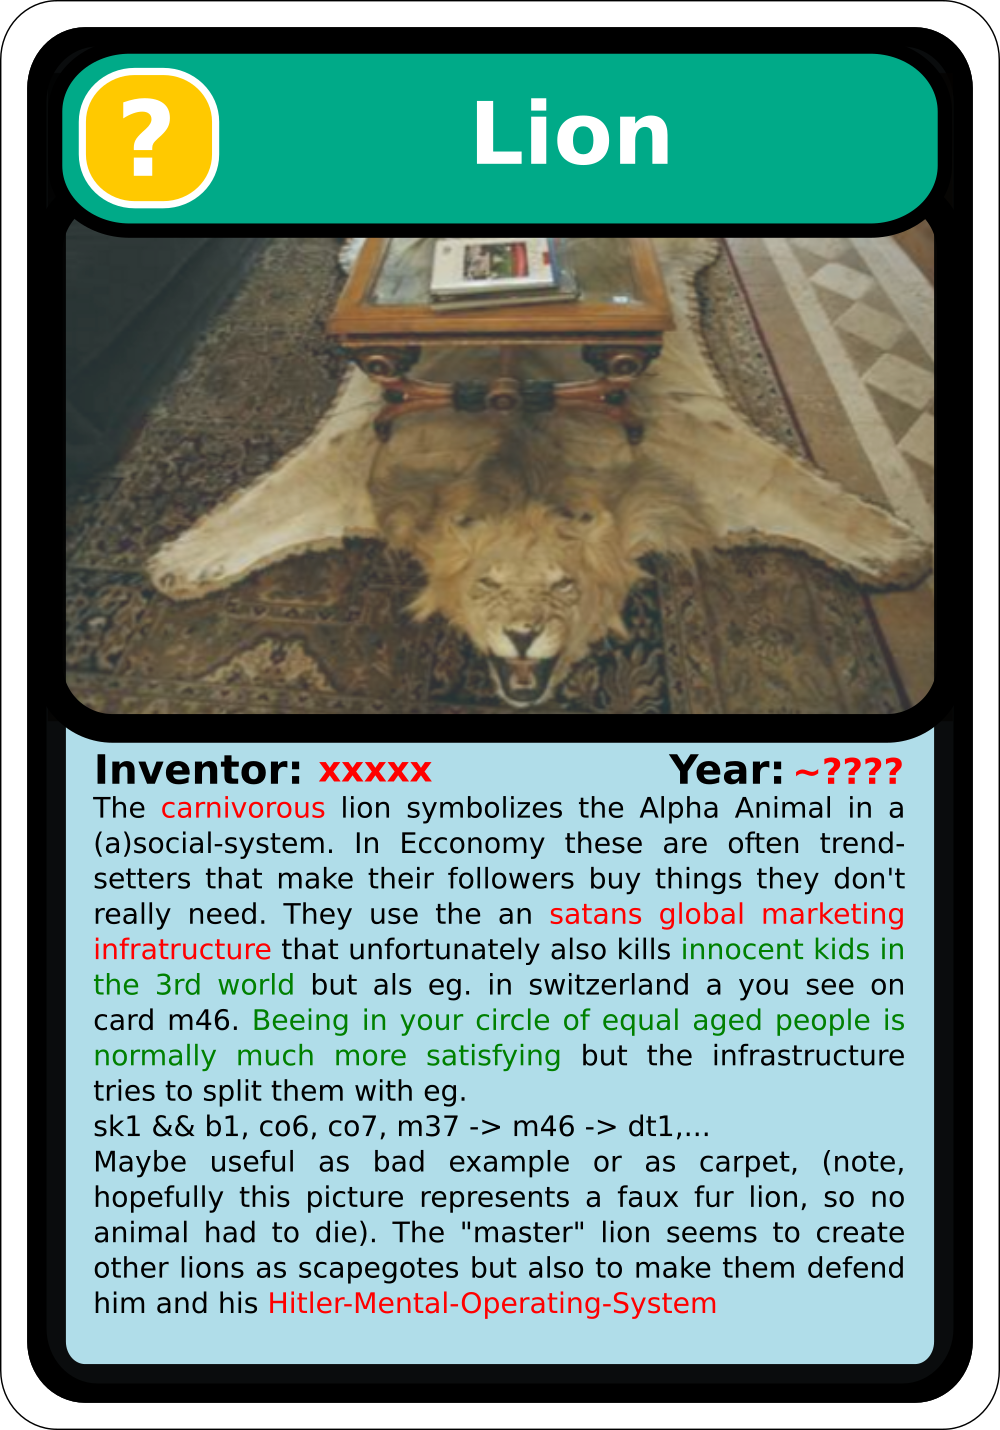 ?
Lion
Inventor: xxxxx Year: ~????
The carnivorous lion symbolizes the Alpha Animal in a
(a)social-system. In Ecconomy these are often trend-
setters that make their followers buy things they don't
really need. They use the an satans global marketing
infratructure that unfortunately also kills innocent kids in
the 3rd world but als eg. in switzerland a you see on
card m46. Beeing in your circle of equal aged people is
normally much more satisfying but the infrastructure
tries to split them with eg.
sk1 && b1, co6, co7, m37 -> m46 -> dt1,...
Maybe useful as bad example or as carpet, (note,
hopefully this picture represents a faux fur lion, so no
animal had to die). The "master" lion seems to create
other lions as scapegotes but also to make them defend
him and his Hitler-Mental-Operating-System